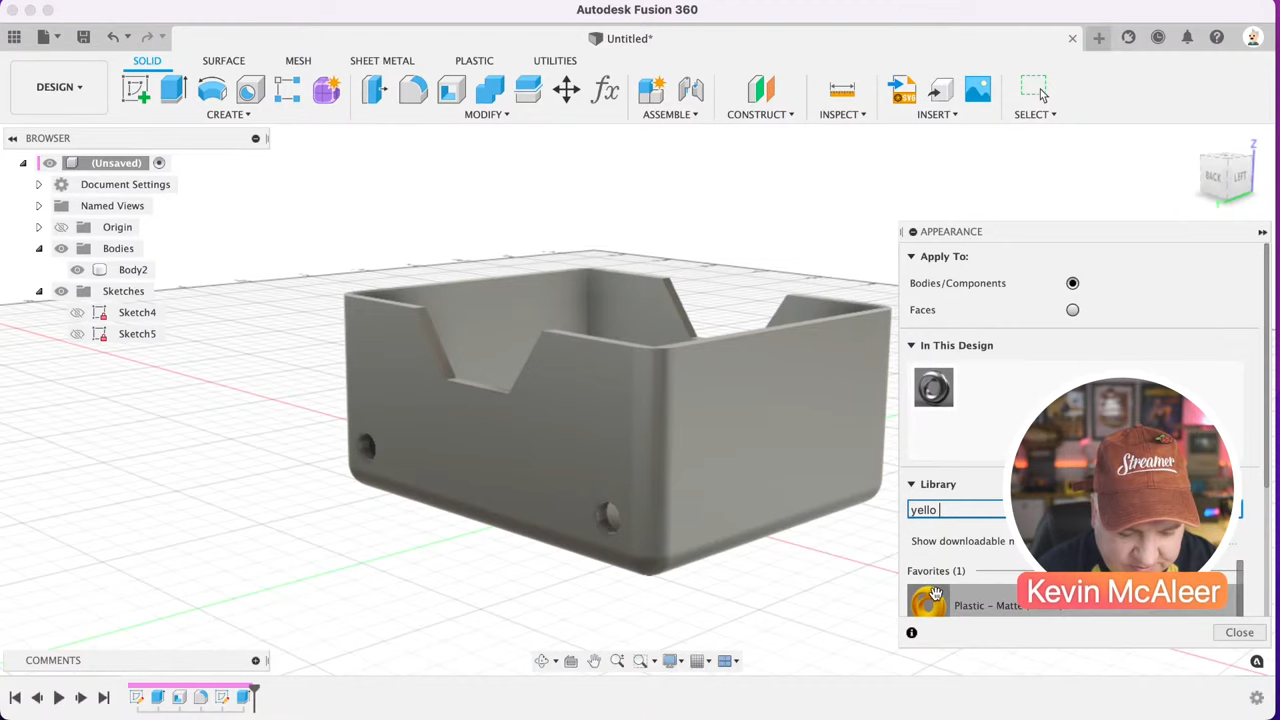 Autodesk Fusion 360
Untitled*
DESIGN
SOLID SURFACE MESH SHEET METAL PLASTIC UTILITIES
CREATE MODIFY ASSEMBLE CONSTRUCT INSPECT INSERT SELECT
SVG
BROWSER
(Unsaved)
Document Settings
Named Views
Origin
Bodies
Body2
Sketches
Sketch4
Sketch5
Z
BACK LEFT
APPEARANCE
Apply To:
Bodies/Components
Faces
In This Design
Library
yello
Show downloadable
Favorites (1)
Plastic - Matte
Close
Streamer
Kevin McAleer
COMMENTS